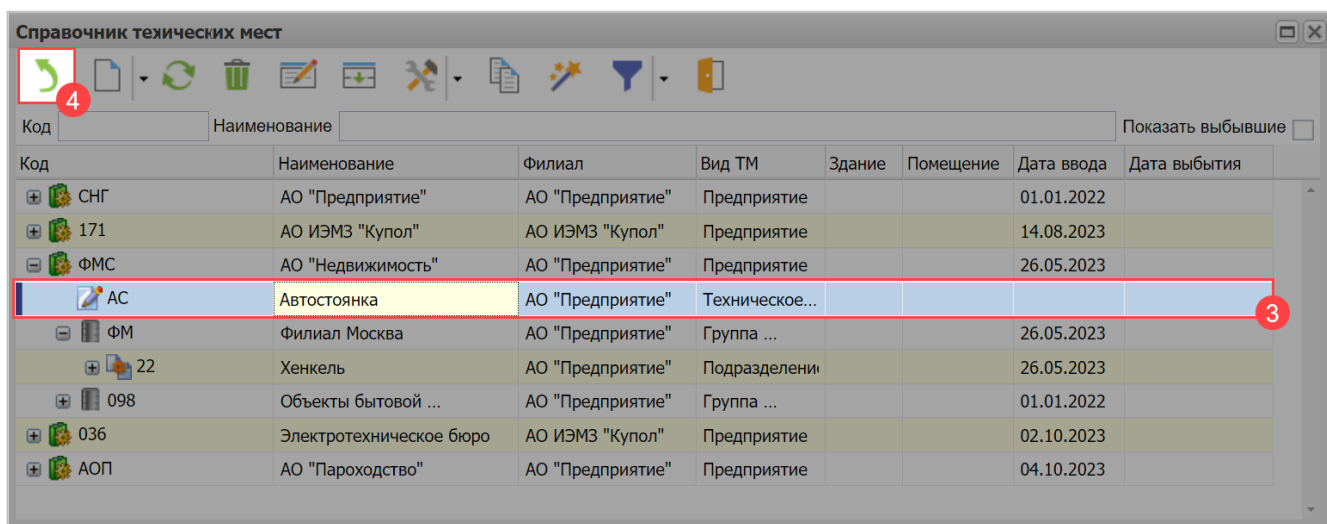 Справочник техических мест
4
Код Наименование Показать выбывшие
Код Наименование Филиал Вид ТМ Здание Помещение Дата ввода Дата выбытия
СНГ АО "Предприятие" АО "Предприятие" Предприятие 01.01.2022
171 АО ИЭМЗ "Купол" АО ИЭМЗ "Купол" Предприятие 14.08.2023
ФМС АО "Недвижимость" АО "Предприятие" Предприятие 26.05.2023
АС Автостоянка АО "Предприятие" Техническое...
3
ФМ Филиал Москва АО "Предприятие" Группа ... 26.05.2023
22 Хенкель АО "Предприятие" Подразделени 26.05.2023
098 Объекты бытовой ... АО "Предприятие" Группа ... 01.01.2022
036 Электротехническое бюро АО ИЭМЗ "Купол" Предприятие 02.10.2023
АОП АО "Пароходство" АО "Предприятие" Предприятие 04.10.2023